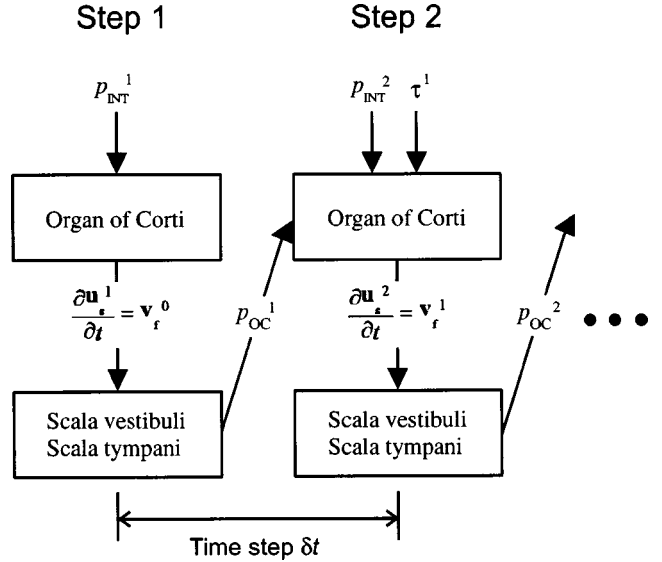 Step 1 Step 2
p_INT^1 p_INT^2 τ^1
Organ of Corti Organ of Corti
∂u_s^1/∂t = v_f^0 p_OC^1 ∂u_s^2/∂t = v_f^1 p_OC^2 • • •
Scala vestibuli Scala vestibuli
Scala tympani Scala tympani
Time step δt